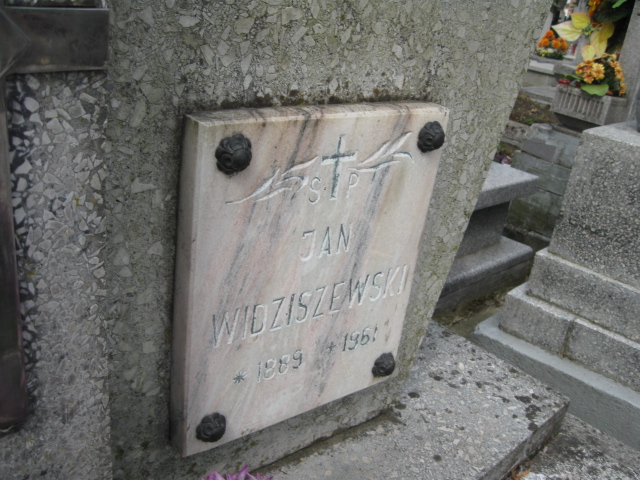 S P
JAN
WIDZISZEWSKI
* 1889 + 1961